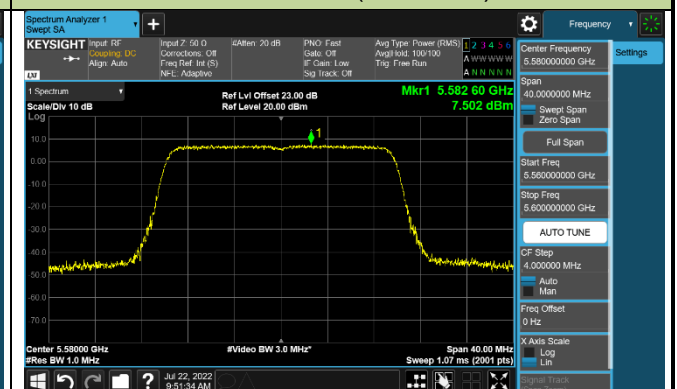 Spectrum Analyzer 1
Swept SA
+
Frequency
KEYSIGHT
Input: RF
Coupling: DC
Align: Auto
Input Z: 50 Ω
Corrections: Off
Freq Ref: Int (S)
NFE: Adaptive
#Atten: 20 dB
PNO: Fast
Gate: Off
IF Gain: Low
Sig Track: Off
Avg Type: Power (RMS)
Avg|Hold: 100/100
Trig: Free Run
1 2 3 4 5 6
A W W W W W
A N N N N N
LXI
1 Spectrum
Scale/Div 10 dB
Log
Ref Lvl Offset 23.00 dB
Ref Level 20.00 dBm
Mkr1 5.582 60 GHz
7.502 dBm
1
10.0
0.00
-10.0
-20.0
-30.0
-40.0
-50.0
-60.0
-70.0
Center 5.58000 GHz
#Res BW 1.0 MHz
#Video BW 3.0 MHz*
Span 40.00 MHz
Sweep 1.07 ms (2001 pts)
Jul 22, 2022
9:51:34 AM
?
Center Frequency
5.580000000 GHz
Settings
Span
40.0000000 MHz
Swept Span
Zero Span
Full Span
Start Freq
5.560000000 GHz
Stop Freq
5.600000000 GHz
AUTO TUNE
CF Step
4.000000 MHz
Auto
Man
Freq Offset
0 Hz
X Axis Scale
Log
Lin
Signal Track